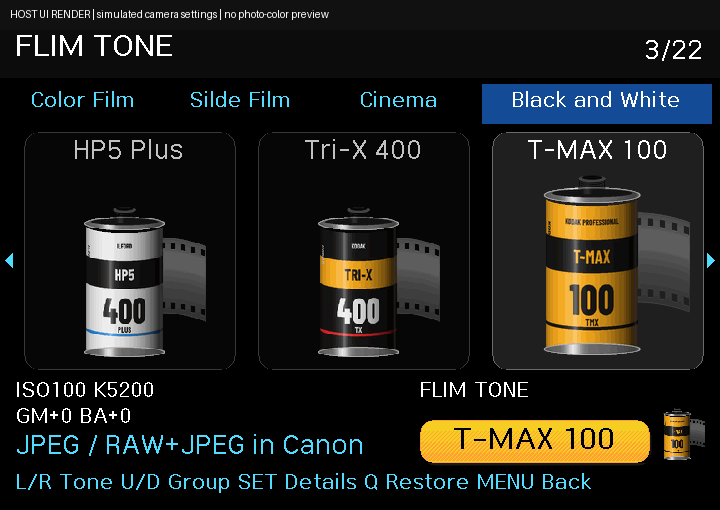 HOST UI RENDER | simulated camera settings | no photo-color preview
FLIM TONE
3/22
Color Film
Silde Film
Cinema
Black and White
HP5 Plus
Tri-X 400
T-MAX 100
ILFORD
HP5
400
PLUS
KODAK
TRI-X
400
TX
KODAK PROFESSIONAL
T-MAX
100
TMX
ISO100 K5200
GM+0 BA+0
JPEG / RAW+JPEG in Canon
FLIM TONE
T-MAX 100
T-MAX
100
L/R Tone U/D Group SET Details Q Restore MENU Back